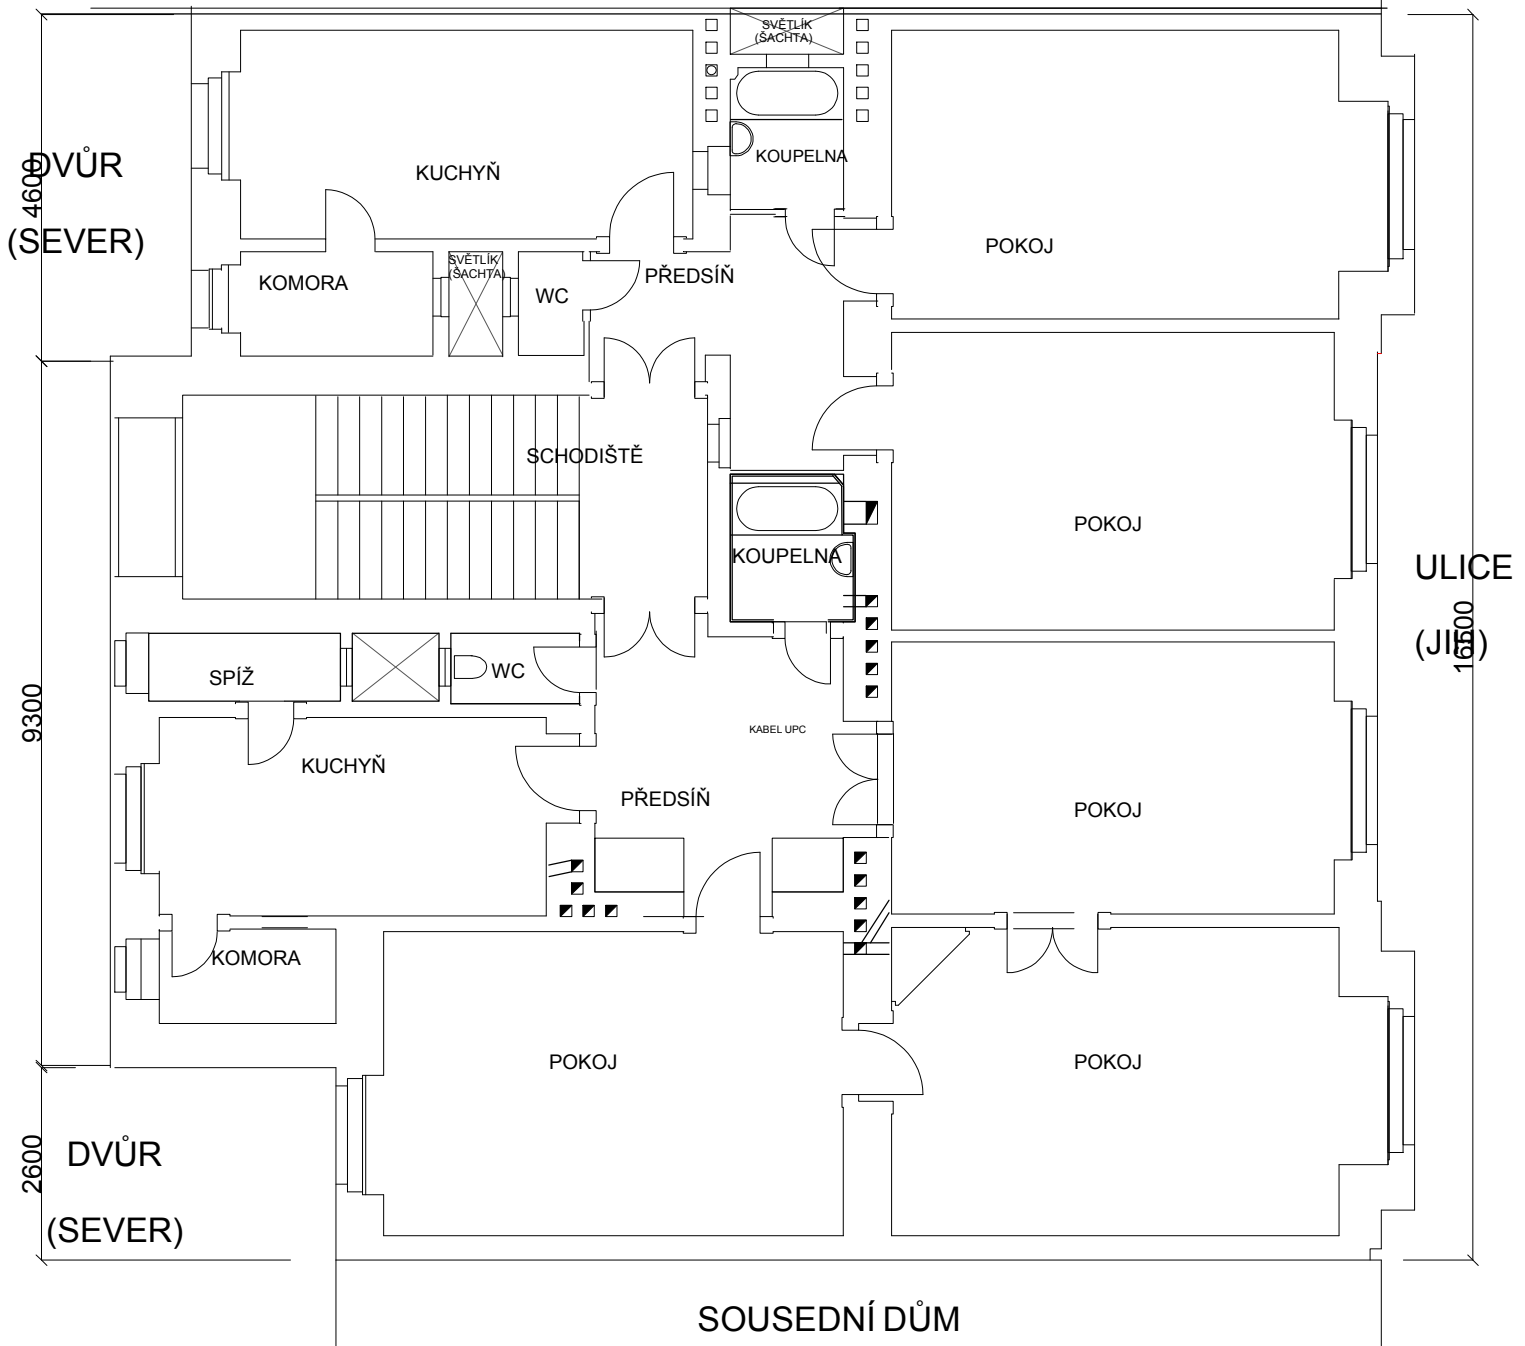 SVĚTLÍK
(ŠACHTA)
DVŮR
(SEVER)
4600
KUCHYŇ
KOUPELNA
POKOJ
KOMORA
SVĚTLÍK
(ŠACHTA)
WC
PŘEDSÍŇ
SCHODIŠTĚ
POKOJ
KOUPELNA
ULICE
(JIH)
16500
9300
SPÍŽ
WC
KABEL UPC
KUCHYŇ
PŘEDSÍŇ
POKOJ
KOMORA
POKOJ
POKOJ
2600
DVŮR
(SEVER)
SOUSEDNÍ DŮM